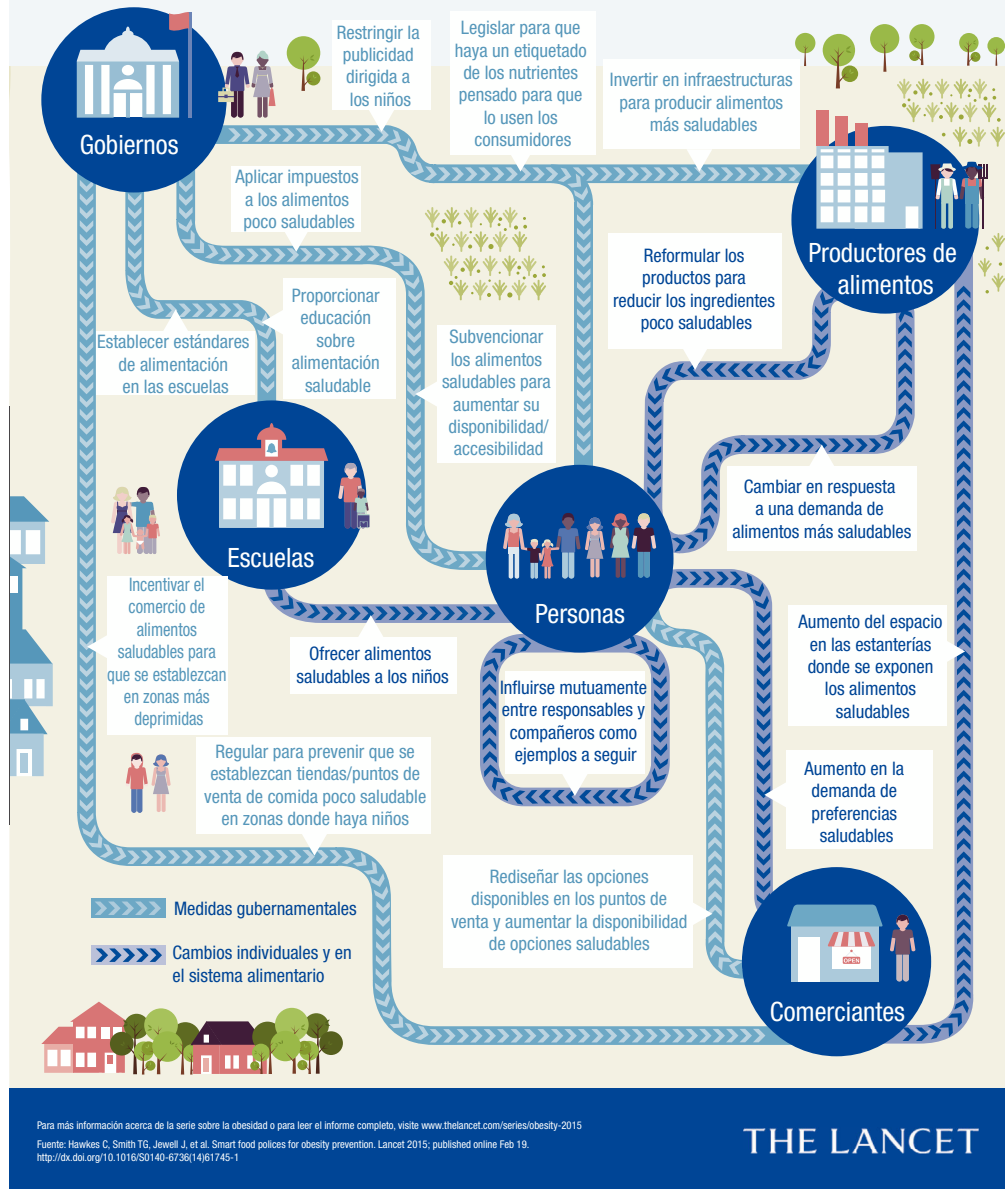 Restringir la
publicidad
dirigida a
los niños
Legislar para que
haya un etiquetado
de los nutrientes
pensado para que
lo usen los
consumidores
Invertir en infraestructuras
para producir alimentos
más saludables
Gobiernos
Aplicar impuestos
a los alimentos
poco saludables
Productores de
alimentos
Reformular los
productos para
reducir los ingredientes
poco saludables
Establecer estándares
de alimentación
en las escuelas
Proporcionar
educación
sobre
alimentación
saludable
Subvencionar
los alimentos
saludables para
aumentar su
disponibilidad/
accesibilidad
Cambiar en respuesta
a una demanda de
alimentos más saludables
Escuelas
Personas
Incentivar el
comercio de
alimentos
saludables para
que se establezcan
en zonas más
deprimidas
Ofrecer alimentos
saludables a los niños
Influirse mutuamente
entre responsables y
compañeros como
ejemplos a seguir
Aumento del espacio
en las estanterías
donde se exponen
los alimentos
saludables
Regular para prevenir que se
establezcan tiendas/puntos de
venta de comida poco saludable
en zonas donde haya niños
Aumento en la
demanda de
preferencias
saludables
Rediseñar las opciones
disponibles en los puntos de
venta y aumentar la disponibilidad
de opciones saludables
Medidas gubernamentales
Cambios individuales y en
el sistema alimentario
OPEN
Comerciantes
Para más información acerca de la serie sobre la obesidad o para leer el informe completo, visite www.thelancet.com/series/obesity-2015
Fuente: Hawkes C, Smith TG, Jewell J, et al. Smart food polices for obesity prevention. Lancet 2015; published online Feb 19.
http://dx.doi.org/10.1016/S0140-6736(14)61745-1
THE LANCET